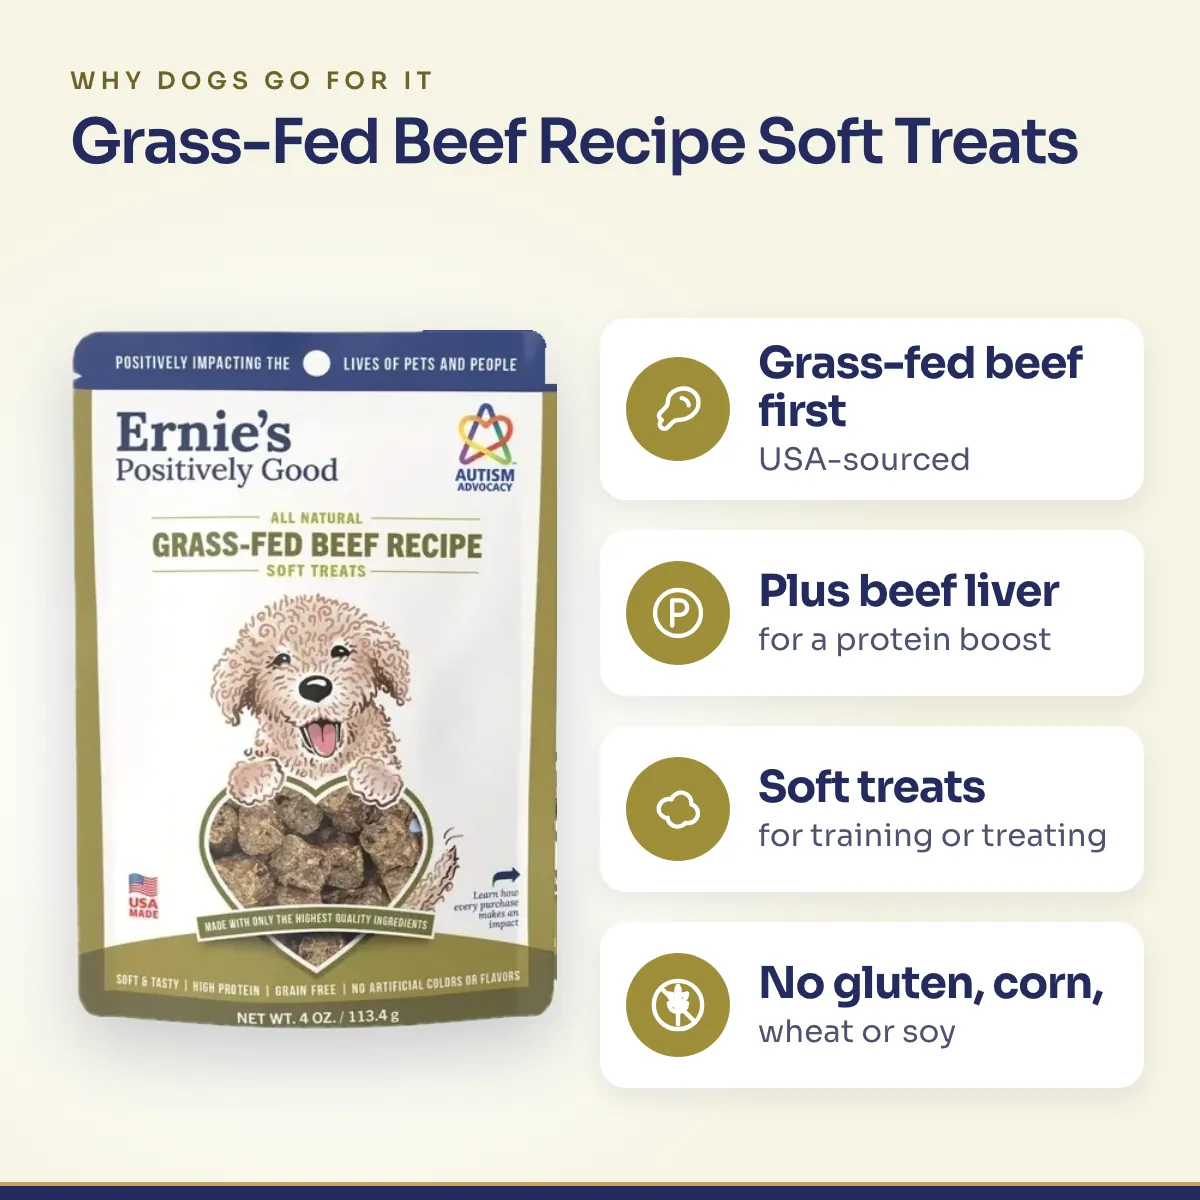 WHY DOGS GO FOR IT
Grass-Fed Beef Recipe Soft Treats
POSITIVELY IMPACTING THE LIVES OF PETS AND PEOPLE
Ernie's
Positively Good
AUTISM
ADVOCACY
ALL NATURAL
GRASS-FED BEEF RECIPE
SOFT TREATS
USA
MADE
Learn how
every purchase
makes an
impact
MADE WITH ONLY THE HIGHEST QUALITY INGREDIENTS
SOFT & TASTY | HIGH PROTEIN | GRAIN FREE | NO ARTIFICIAL COLORS OR FLAVORS
NET WT. 4 OZ. / 113.4 g
Grass-fed beef
first
USA-sourced
P
Plus beef liver
for a protein boost
Soft treats
for training or treating
No gluten, corn,
wheat or soy